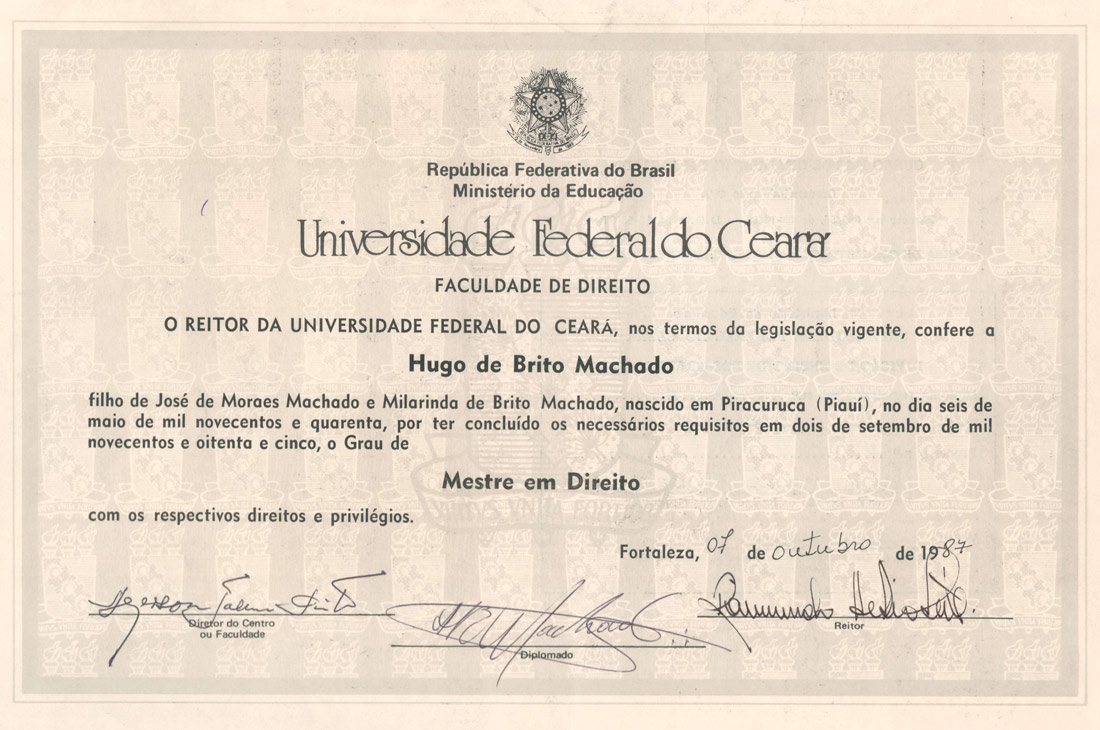 República Federativa do Brasil
Ministério da Educação
Universidade Federal do Ceará
FACULDADE DE DIREITO
O REITOR DA UNIVERSIDADE FEDERAL DO CEARÁ, nos termos da legislação vigente, confere a
Hugo de Brito Machado
filho de José de Moraes Machado e Milarinda de Brito Machado, nascido em Piracuruca (Piauí), no dia seis de
maio de mil novecentos e quarenta, por ter concluído os necessários requisitos em dois de setembro de mil
novecentos e oitenta e cinco, o Grau de
Mestre em Direito
com os respectivos direitos e privilégios.
Fortaleza, 07 de outubro de 1987
Diretor do Centro
ou Faculdade
Diplomado
Reitor